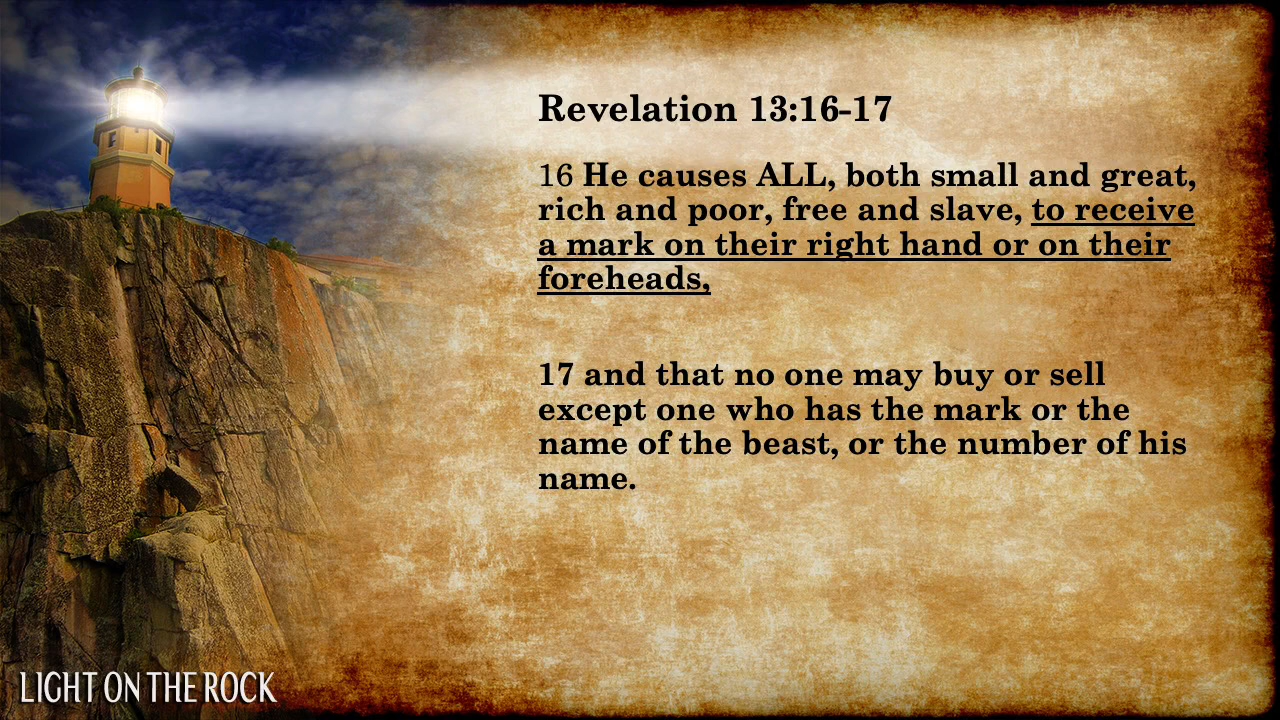 Revelation 13:16-17
16 He causes ALL, both small and great,
rich and poor, free and slave, to receive
a mark on their right hand or on their
foreheads,
17 and that no one may buy or sell
except one who has the mark or the
name of the beast, or the number of his
name.
LIGHT ON THE ROCK